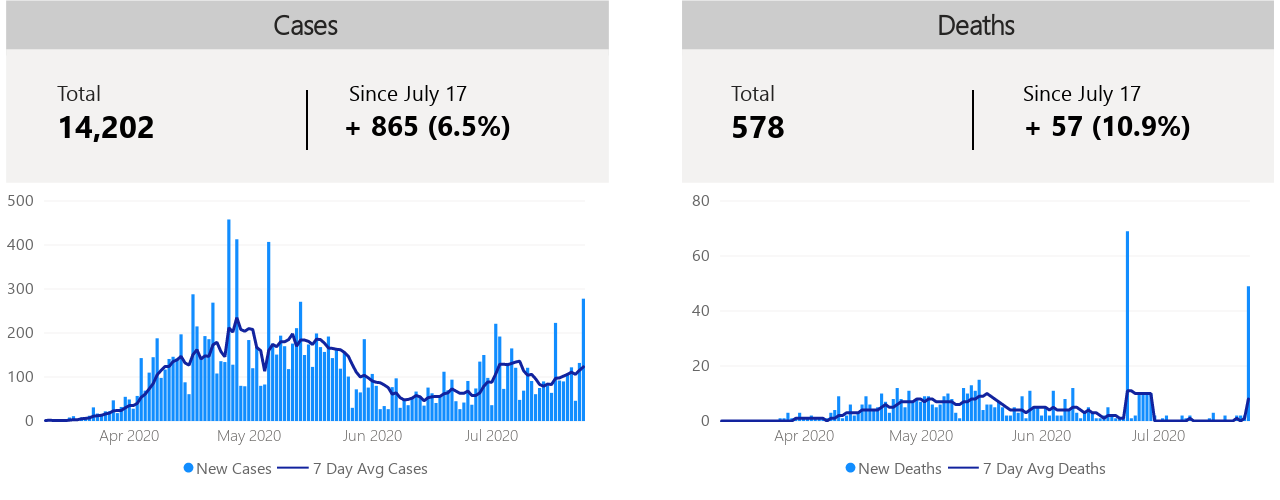 Cases
Total
14,202
Since July 17
+ 865 (6.5%)
500
400
300
200
100
0
Apr 2020
May 2020
Jun 2020
Jul 2020
New Cases
7 Day Avg Cases
Deaths
Total
578
Since July 17
+ 57 (10.9%)
80
60
40
20
0
Apr 2020
May 2020
Jun 2020
Jul 2020
New Deaths
7 Day Avg Deaths